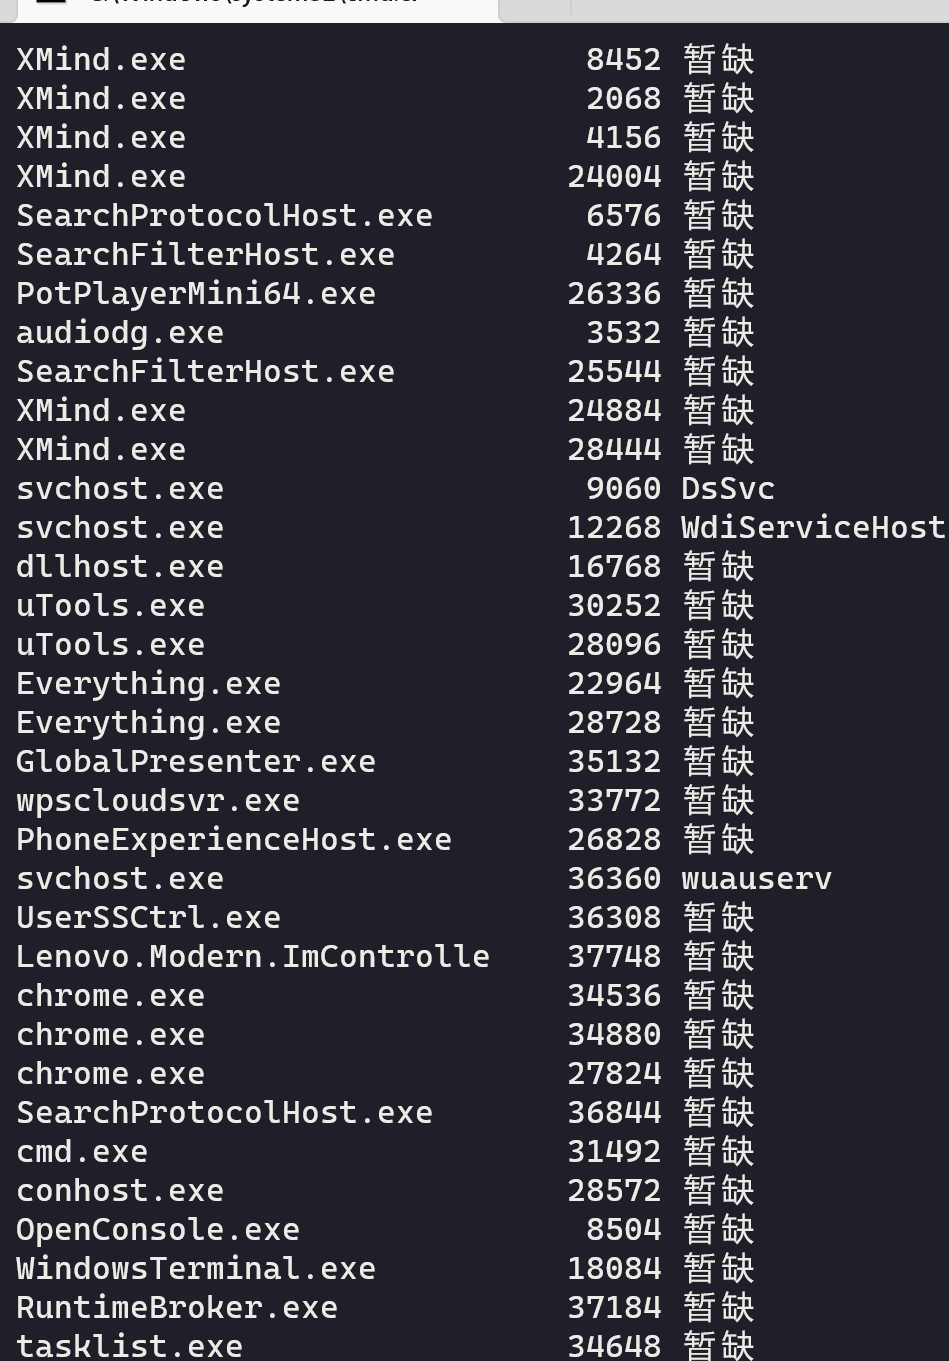 XMind.exe 8452 暂缺
XMind.exe 2068 暂缺
XMind.exe 4156 暂缺
XMind.exe 24004 暂缺
SearchProtocolHost.exe 6576 暂缺
SearchFilterHost.exe 4264 暂缺
PotPlayerMini64.exe 26336 暂缺
audiodg.exe 3532 暂缺
SearchFilterHost.exe 25544 暂缺
XMind.exe 24884 暂缺
XMind.exe 28444 暂缺
svchost.exe 9060 DsSvc
svchost.exe 12268 WdiServiceHost
dllhost.exe 16768 暂缺
uTools.exe 30252 暂缺
uTools.exe 28096 暂缺
Everything.exe 22964 暂缺
Everything.exe 28728 暂缺
GlobalPresenter.exe 35132 暂缺
wpscloudsvr.exe 33772 暂缺
PhoneExperienceHost.exe 26828 暂缺
svchost.exe 36360 wuauserv
UserSSCtrl.exe 36308 暂缺
Lenovo.Modern.ImControlle 37748 暂缺
chrome.exe 34536 暂缺
chrome.exe 34880 暂缺
chrome.exe 27824 暂缺
SearchProtocolHost.exe 36844 暂缺
cmd.exe 31492 暂缺
conhost.exe 28572 暂缺
OpenConsole.exe 8504 暂缺
WindowsTerminal.exe 18084 暂缺
RuntimeBroker.exe 37184 暂缺
tasklist.exe 34648 暂缺